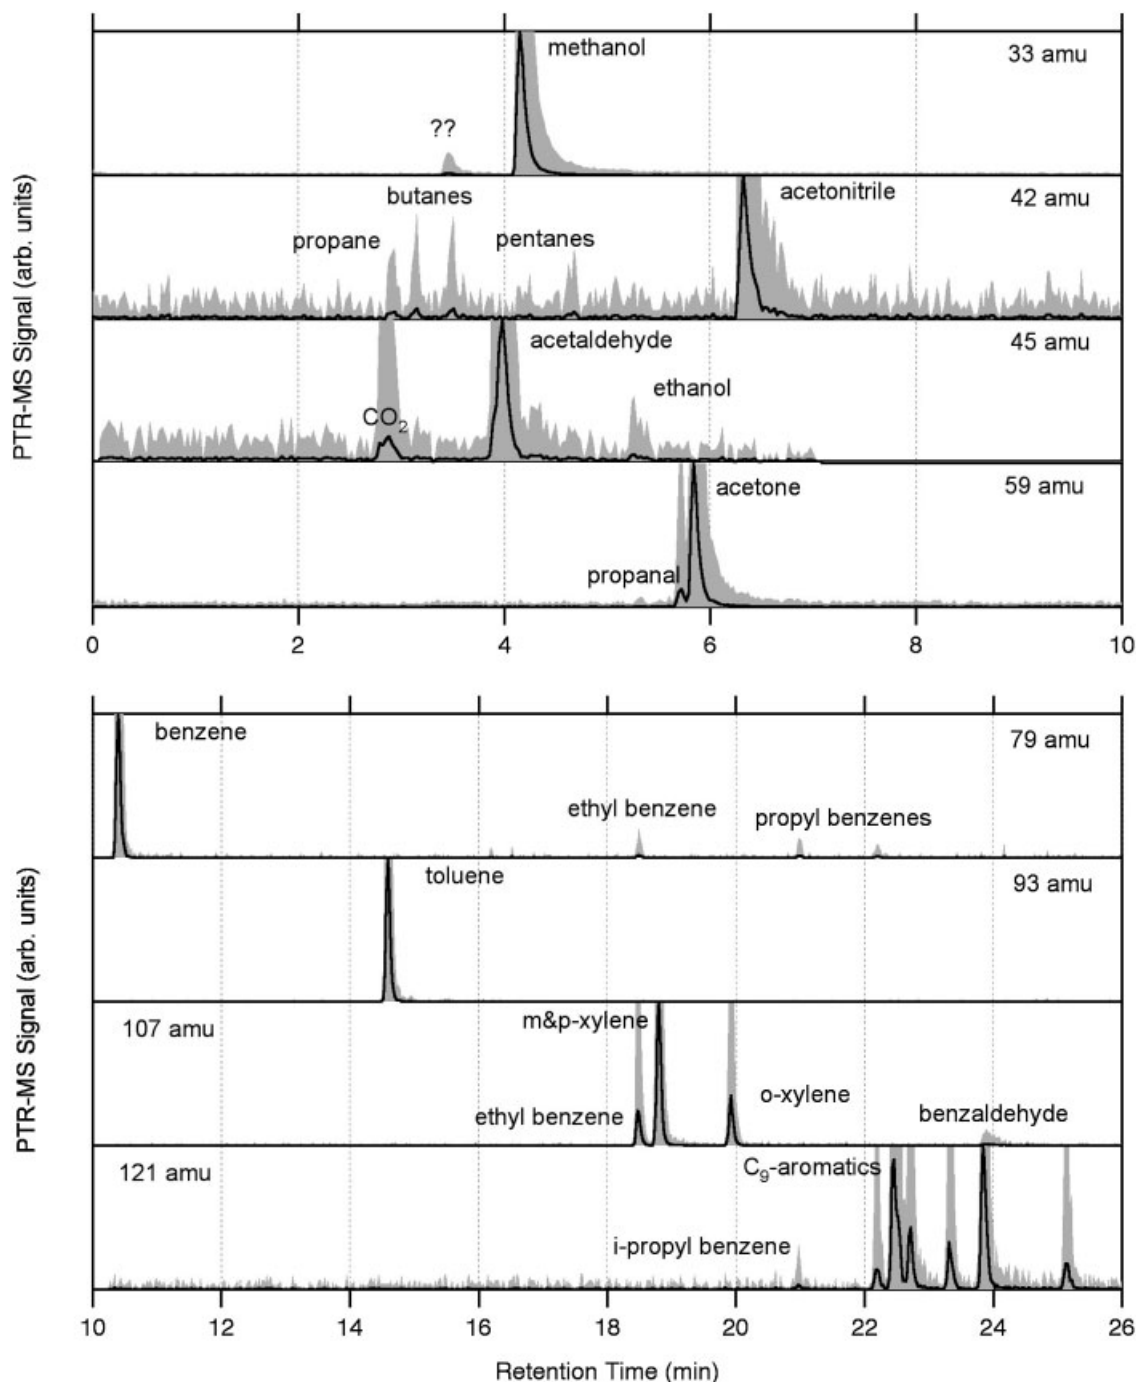 methanol
33 amu
??
butanes
acetonitrile
42 amu
propane
pentanes
acetaldehyde
45 amu
ethanol
CO2
acetone
59 amu
propanal
PTR-MS Signal (arb. units)
0 2 4 6 8 10
benzene
79 amu
ethyl benzene
propyl benzenes
toluene
93 amu
107 amu
m&p-xylene
o-xylene
ethyl benzene
benzaldehyde
121 amu
C9-aromatics
i-propyl benzene
PTR-MS Signal (arb. units)
10 12 14 16 18 20 22 24 26
Retention Time (min)